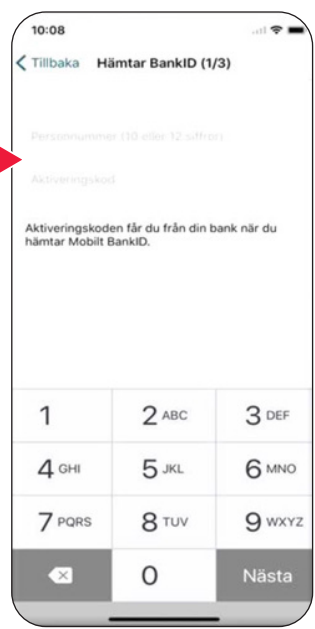 10:08
Tillbaka Hämtar BankID (1/3)
Personnummer (10 eller 12 siffror)
Aktiveringskod
Aktiveringskoden får du från din bank när du
hämtar Mobilt BankID.
1 2 ABC 3 DEF
4 GHI 5 JKL 6 MNO
7 PQRS 8 TUV 9 WXYZ
0 Nästa